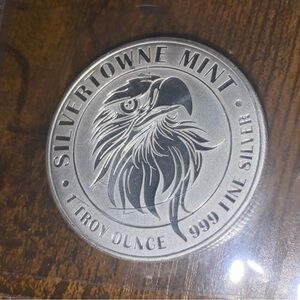 SILVERTOWNE MINT
1 TROY OUNCE
999 FINE SILVER